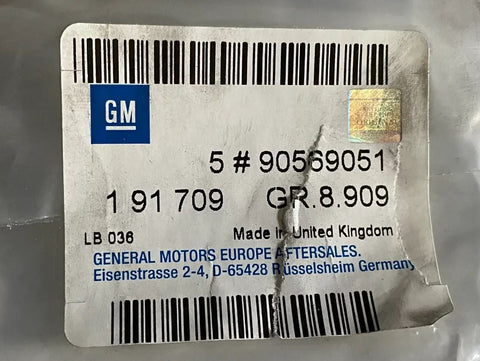 GM
5 # 90569051
1 91 709 GR.8.909
LB 036 Made in United Kingdom
GENERAL MOTORS EUROPE AFTERSALES.
Eisenstrasse 2-4, D-65428 Rüsselsheim Germany